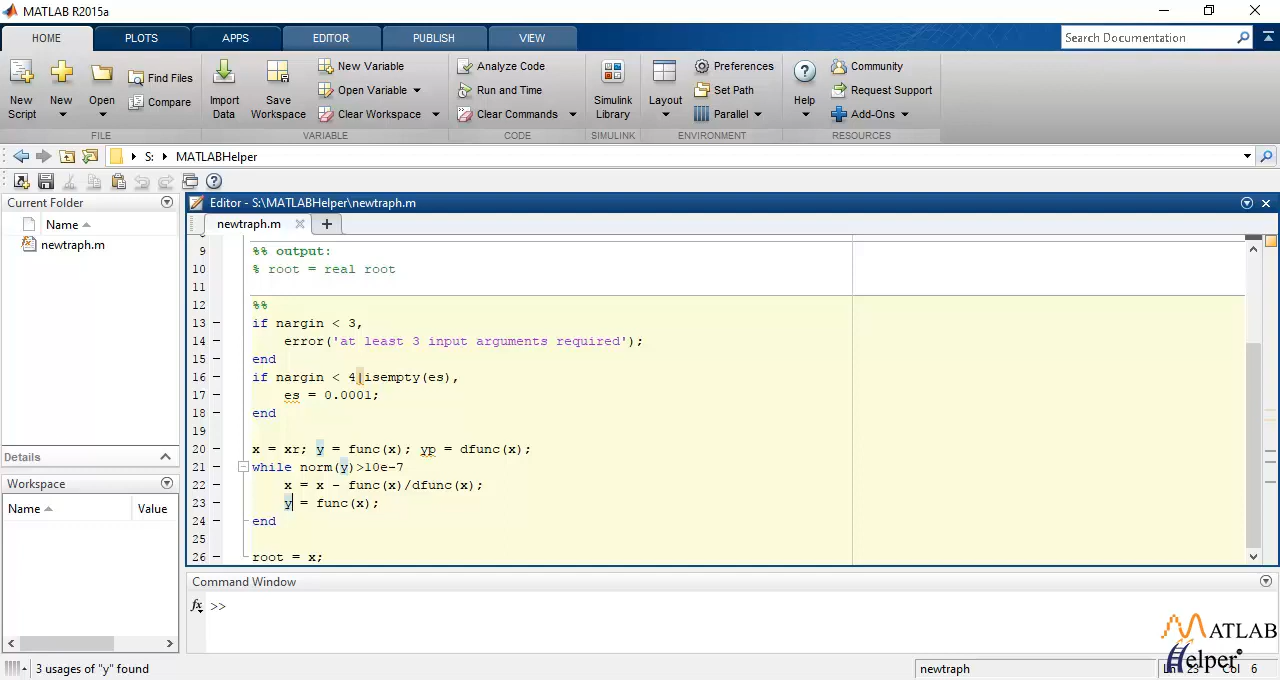 MATLAB R2015a
HOME PLOTS APPS EDITOR PUBLISH VIEW Search Documentation
New Script
New
Open
Find Files
Compare
Import Data
Save Workspace
New Variable
Open Variable
Clear Workspace
Analyze Code
Run and Time
Clear Commands
Simulink Library
Layout
Preferences
Set Path
Parallel
Help
Community
Request Support
Add-Ons
FILE VARIABLE CODE SIMULINK ENVIRONMENT RESOURCES
S: MATLABHelper
Current Folder
Name
newtraph.m
Details
Workspace
Name Value
Editor - S:\MATLABHelper\newtraph.m
newtraph.m
9 %% output:
10 % root = real root
11
12 %%
13 if nargin < 3,
14 error('at least 3 input arguments required');
15 end
16 if nargin < 4|isempty(es),
17 es = 0.0001;
18 end
19
20 x = xr; y = func(x); yp = dfunc(x);
21 while norm(y)>10e-7
22 x = x - func(x)/dfunc(x);
23 y = func(x);
24 end
25
26 root = x;
Command Window
fx >>
MATLAB
Helper
3 usages of "y" found
newtraph
Ln 23 Col 6